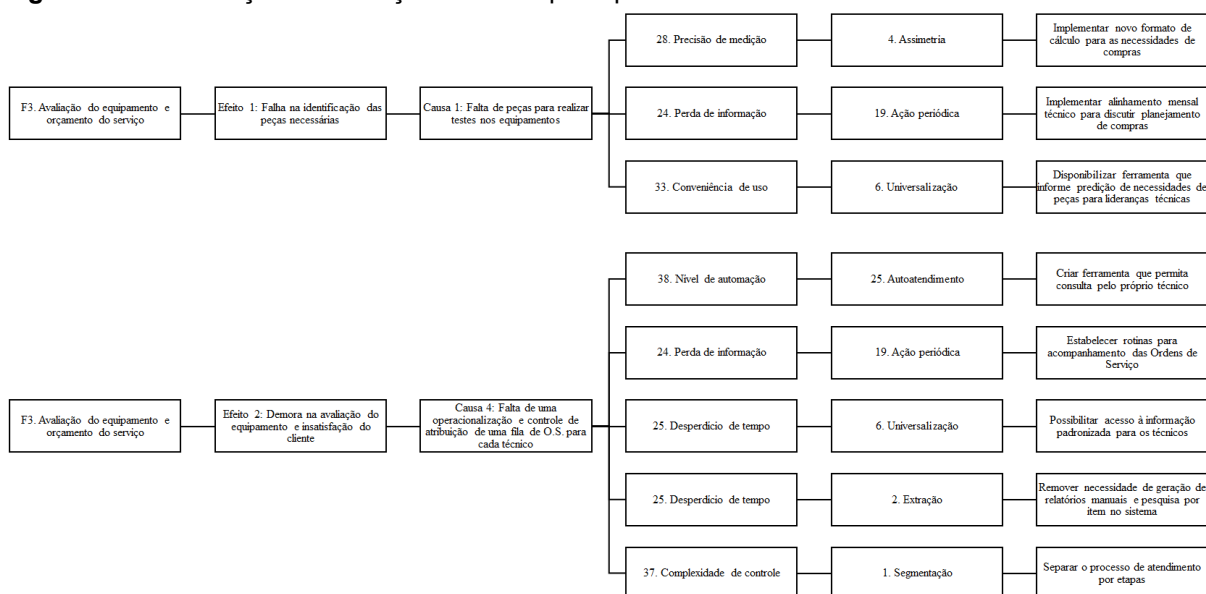 28. Precisão de medição
4. Assimetria
Implementar novo formato de
cálculo para as necessidades de
compras
F3. Avaliação do equipamento e
orçamento do serviço
Efeito 1: Falha na identificação das
peças necessárias
Causa 1: Falta de peças para realizar
testes nos equipamentos
24. Perda de informação
19. Ação periódica
Implementar alinhamento mensal
técnico para discutir planejamento
de compras
33. Conveniência de uso
6. Universalização
Disponibilizar ferramenta que
informe predição de necessidades de
peças para lideranças técnicas
38. Nível de automação
25. Autoatendimento
Criar ferramenta que permita
consulta pelo próprio técnico
24. Perda de informação
19. Ação periódica
Estabelecer rotinas para
acompanhamento das Ordens de
Serviço
F3. Avaliação do equipamento e
orçamento do serviço
Efeito 2: Demora na avaliação do
equipamento e insatisfação do
cliente
Causa 4: Falta de uma
operacionalização e controle de
atribuição de uma fila de O.S. para
cada técnico
25. Desperdício de tempo
6. Universalização
Possibilitar acesso à informação
padronizada para os técnicos
25. Desperdício de tempo
2. Extração
Remover necessidade de geração de
relatórios manuais e pesquisa por
item no sistema
37. Complexidade de controle
1. Segmentação
Separar o processo de atendimento
por etapas